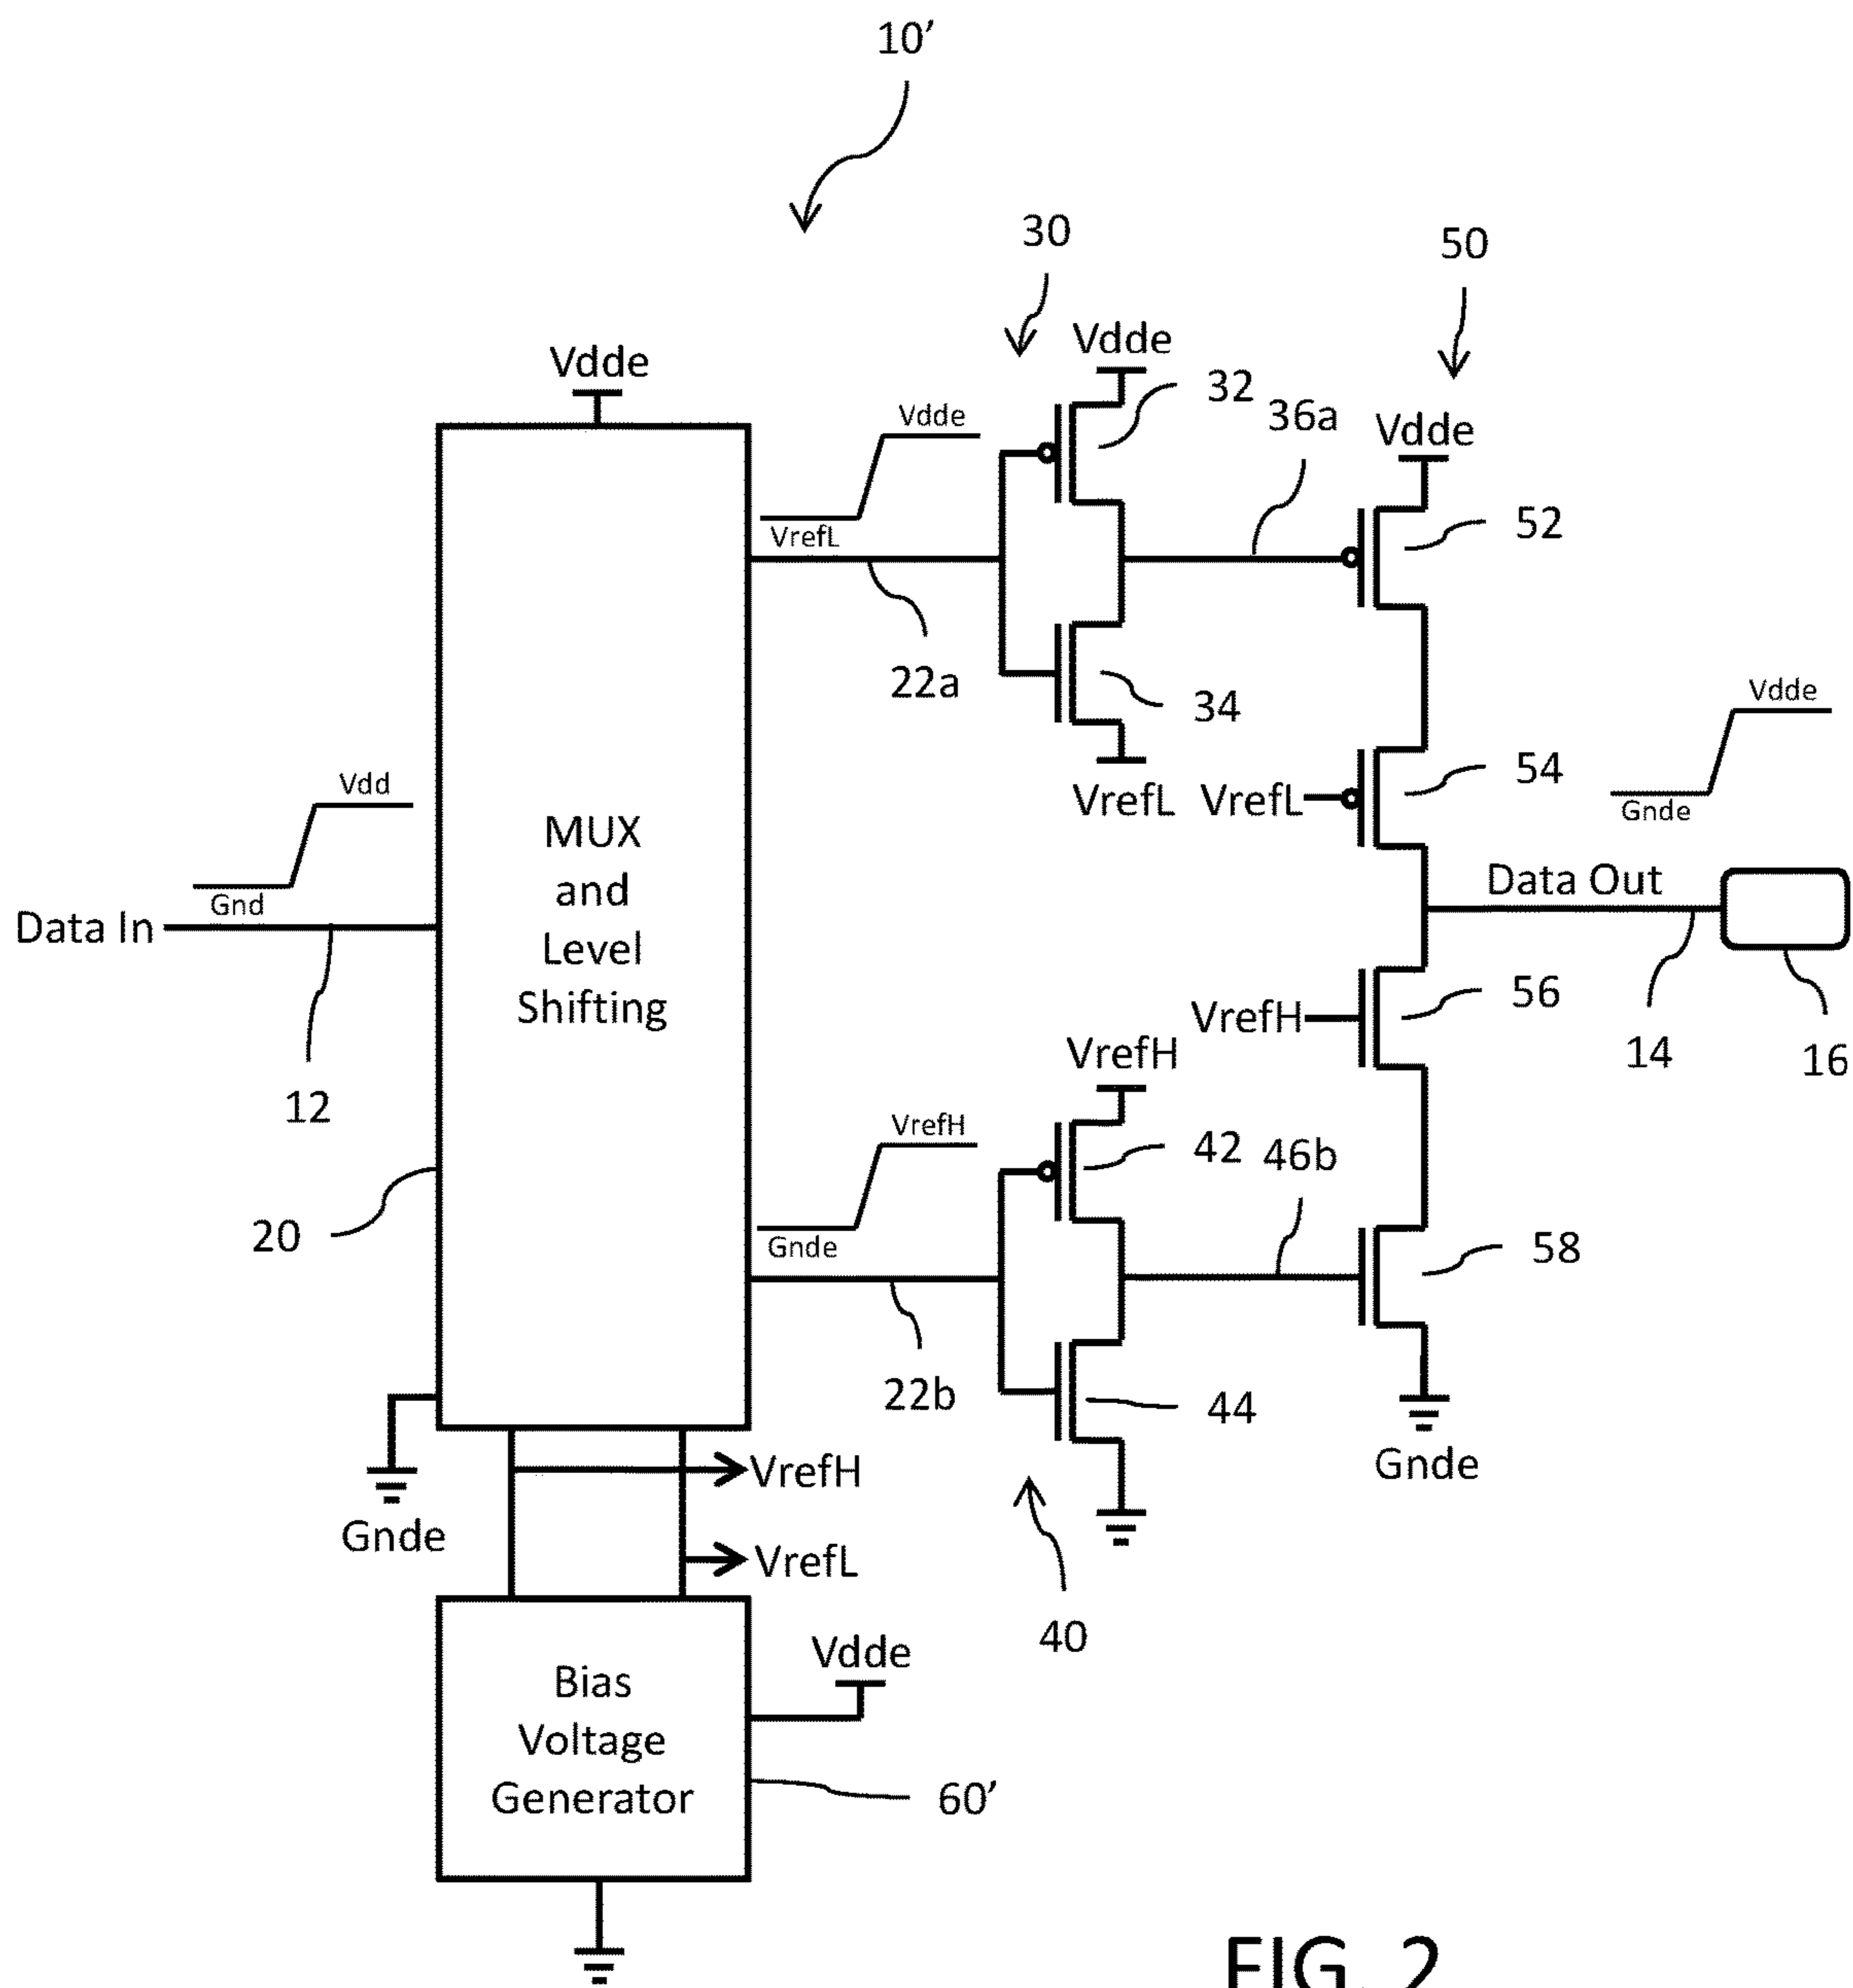 10’
30
50
Vdde
Vdde
32
36a
Vdde
Vdde
VrefL
52
22a
34
Vdde
VrefL
VrefL
54
Gnde
Vdd
Gnd
Data In
MUX
and
Level
Shifting
Data Out
12
VrefH
56
14
16
VrefH
VrefH
42
46b
20
Gnde
58
22b
44
Gnde
VrefH
Gnde
VrefL
40
Vdde
Bias
Voltage
Generator
60’
FIG. 2